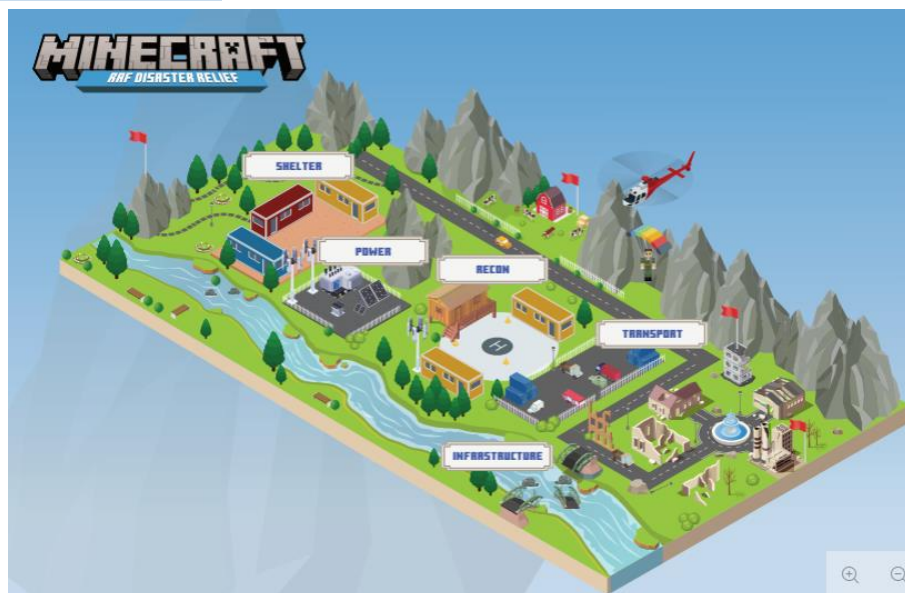 MINECRAFT
RAF DISASTER RELIEF
SHELTER
POWER
RECON
H
TRANSPORT
INFRASTRUCTURE